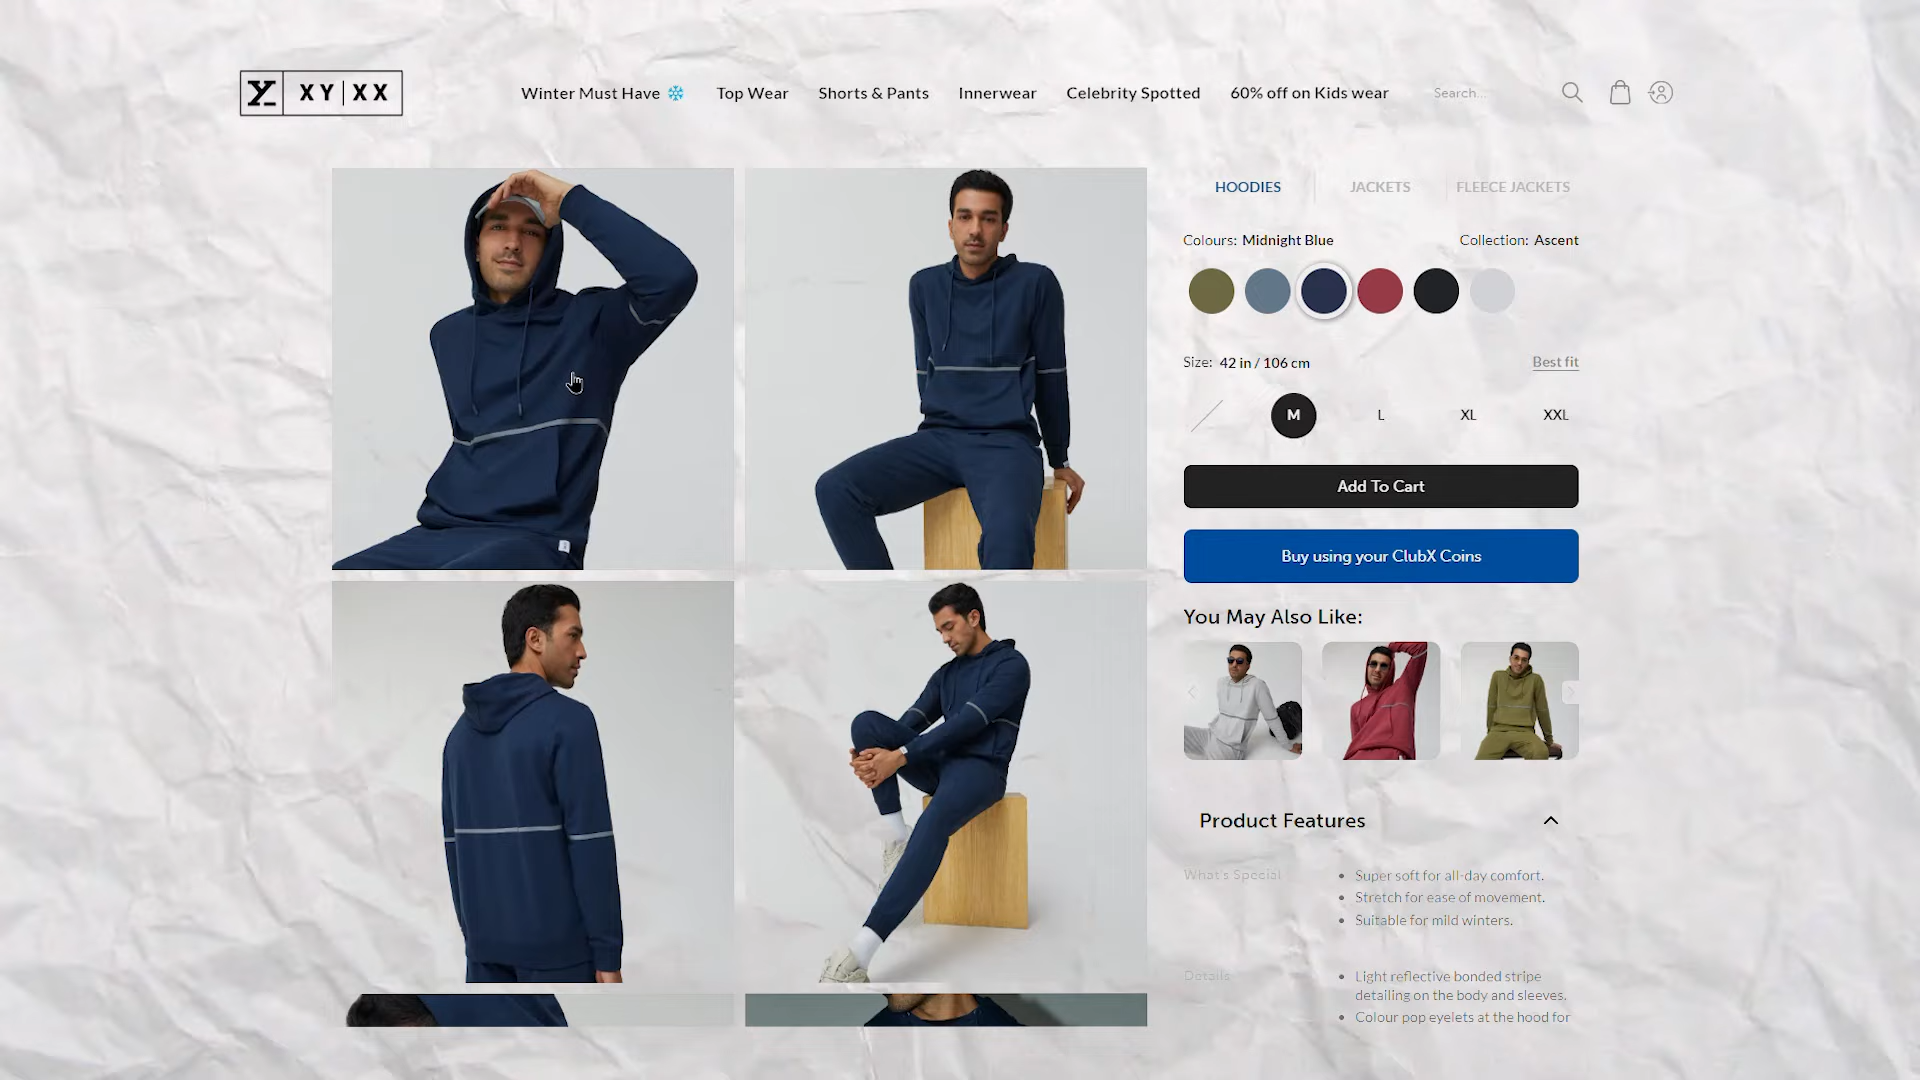 XY|XX
Winter Must Have
Top Wear
Shorts & Pants
Innerwear
Celebrity Spotted
60% off on Kids wear
Search...
HOODIES
JACKETS
FLEECE JACKETS
Colours: Midnight Blue
Collection: Ascent
Size: 42 in / 106 cm
Best fit
M
L
XL
XXL
Add To Cart
Buy using your ClubX Coins
You May Also Like:
Product Features
What's Special
Super soft for all-day comfort.
Stretch for ease of movement.
Suitable for mild winters.
Details
Light reflective bonded stripe
detailing on the body and sleeves.
Colour pop eyelets at the hood for